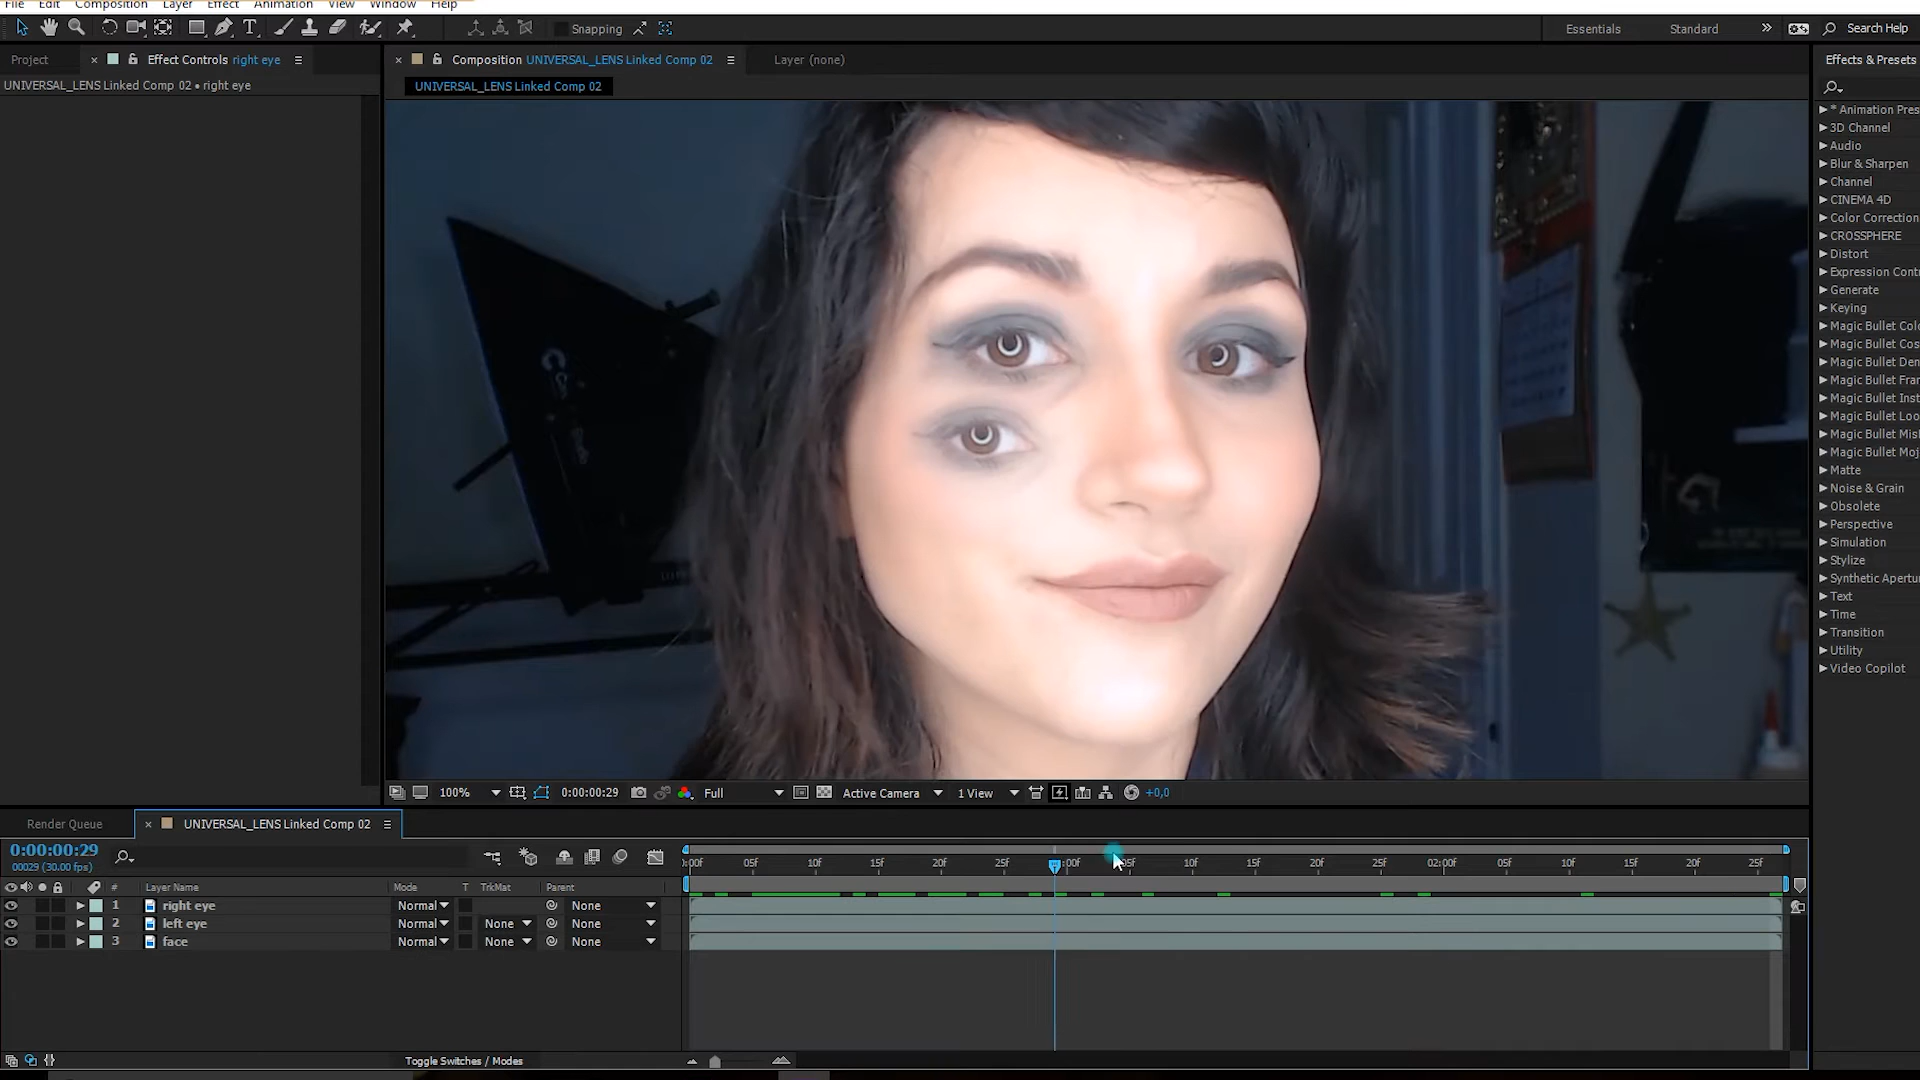 File Edit Composition Layer Effect Animation View Window Help
Snapping Essentials Standard Search Help
Project Effect Controls right eye Composition UNIVERSAL_LENS Linked Comp 02 Layer (none) Effects & Presets
UNIVERSAL_LENS Linked Comp 02 • right eye UNIVERSAL_LENS Linked Comp 02
* Animation Pres
3D Channel
Audio
Blur & Sharpen
Channel
CINEMA 4D
Color Correction
CROSSPHERE
Distort
Expression Cont
Generate
Keying
Magic Bullet Colo
Magic Bullet Cos
Magic Bullet Den
Magic Bullet Fran
Magic Bullet Inst
Magic Bullet Loo
Magic Bullet Misf
Magic Bullet Moj
Matte
Noise & Grain
Obsolete
Perspective
Simulation
Stylize
Synthetic Apertu
Text
Time
Transition
Utility
Video Copilot
100% 0:00:00:29 Full Active Camera 1 View +0,0
Render Queue UNIVERSAL_LENS Linked Comp 02
0:00:00:29
00029 (30.00 fps)
:00f 05f 10f 15f 20f 25f :00f 05f 10f 15f 20f 25f 02:00f 05f 10f 15f 20f 25f
# Layer Name Mode T TrkMat Parent
1 right eye Normal None
2 left eye Normal None None
3 face Normal None None
Toggle Switches / Modes